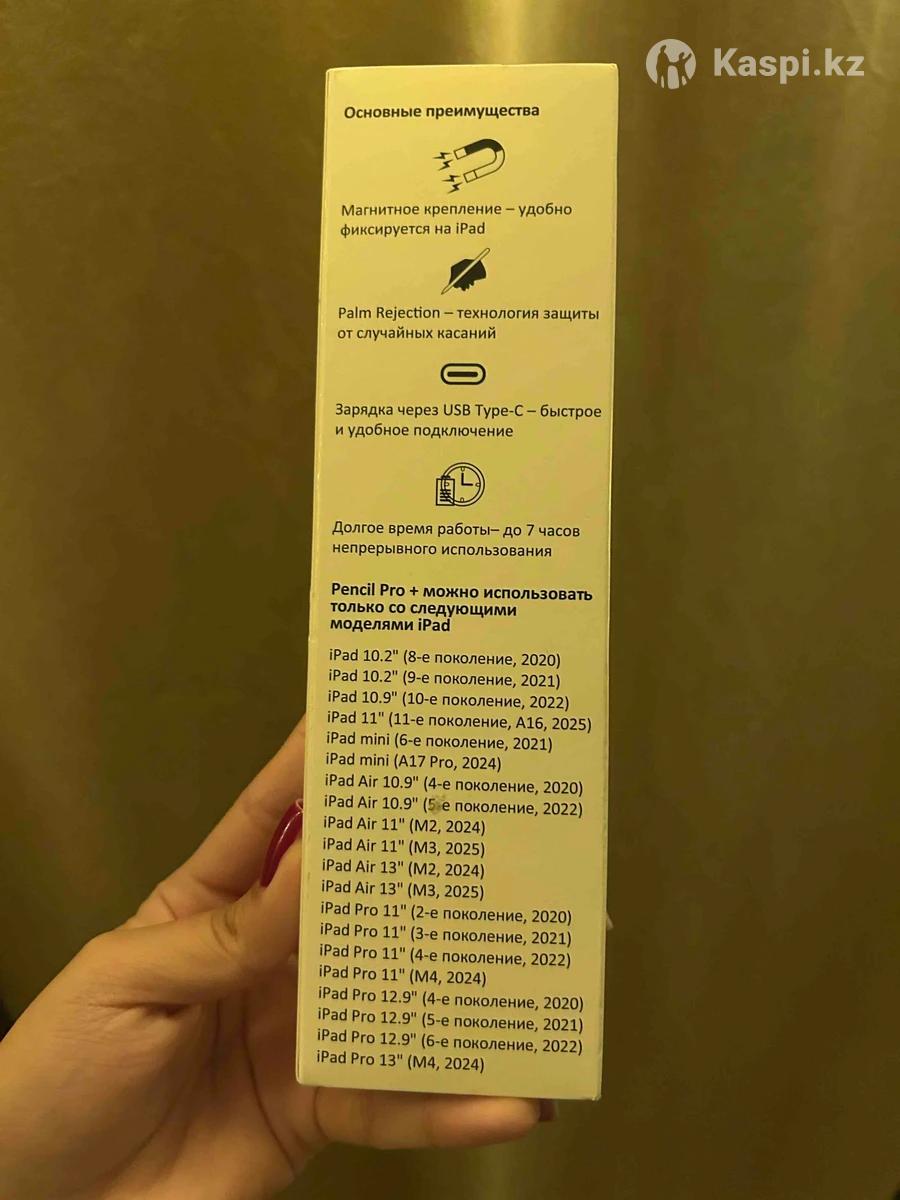 Kaspi.kz
Основные преимущества
Магнитное крепление – удобно
фиксируется на iPad
Palm Rejection – технология защиты
от случайных касаний
Зарядка через USB Type-C – быстрое
и удобное подключение
Долгое время работы– до 7 часов
непрерывного использования
Pencil Pro + можно использовать
только со следующими
моделями iPad
iPad 10.2" (8-е поколение, 2020)
iPad 10.2" (9-е поколение, 2021)
iPad 10.9" (10-е поколение, 2022)
iPad 11" (11-е поколение, A16, 2025)
iPad mini (6-е поколение, 2021)
iPad mini (A17 Pro, 2024)
iPad Air 10.9" (4-е поколение, 2020)
iPad Air 10.9" (5-е поколение, 2022)
iPad Air 11" (M2, 2024)
iPad Air 11" (M3, 2025)
iPad Air 13" (M2, 2024)
iPad Air 13" (M3, 2025)
iPad Pro 11" (2-е поколение, 2020)
iPad Pro 11" (3-е поколение, 2021)
iPad Pro 11" (4-е поколение, 2022)
iPad Pro 11" (M4, 2024)
iPad Pro 12.9" (4-е поколение, 2020)
iPad Pro 12.9" (5-е поколение, 2021)
iPad Pro 12.9" (6-е поколение, 2022)
iPad Pro 13" (M4, 2024)